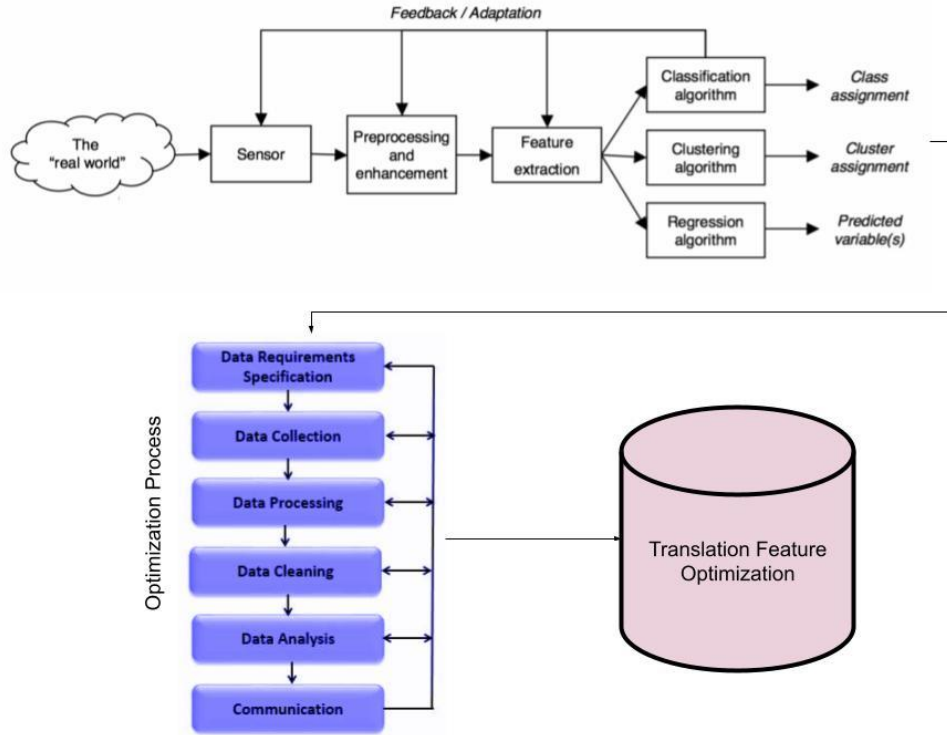 Feedback / Adaptation
The
"real world"
Sensor
Preprocessing
and
enhancement
Feature
extraction
Classification
algorithm
Class
assignment
Clustering
algorithm
Cluster
assignment
Regression
algorithm
Predicted
variable(s)
Optimization Process
Data Requirements
Specification
Data Collection
Data Processing
Data Cleaning
Data Analysis
Communication
Translation Feature
Optimization